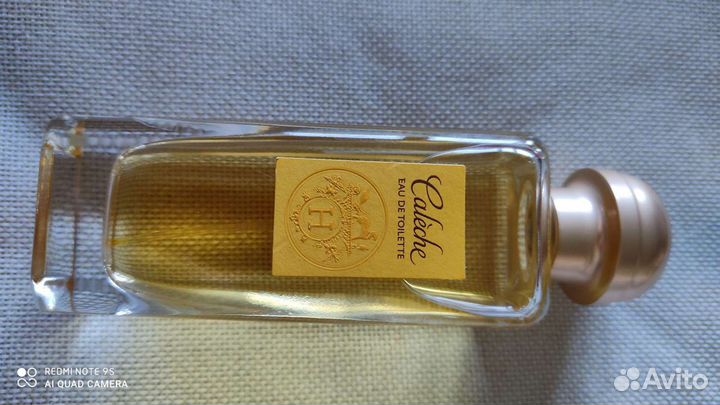 Calèche
EAU DE TOILETTE
H
REDMI NOTE 9S
AI QUAD CAMERA
Avito